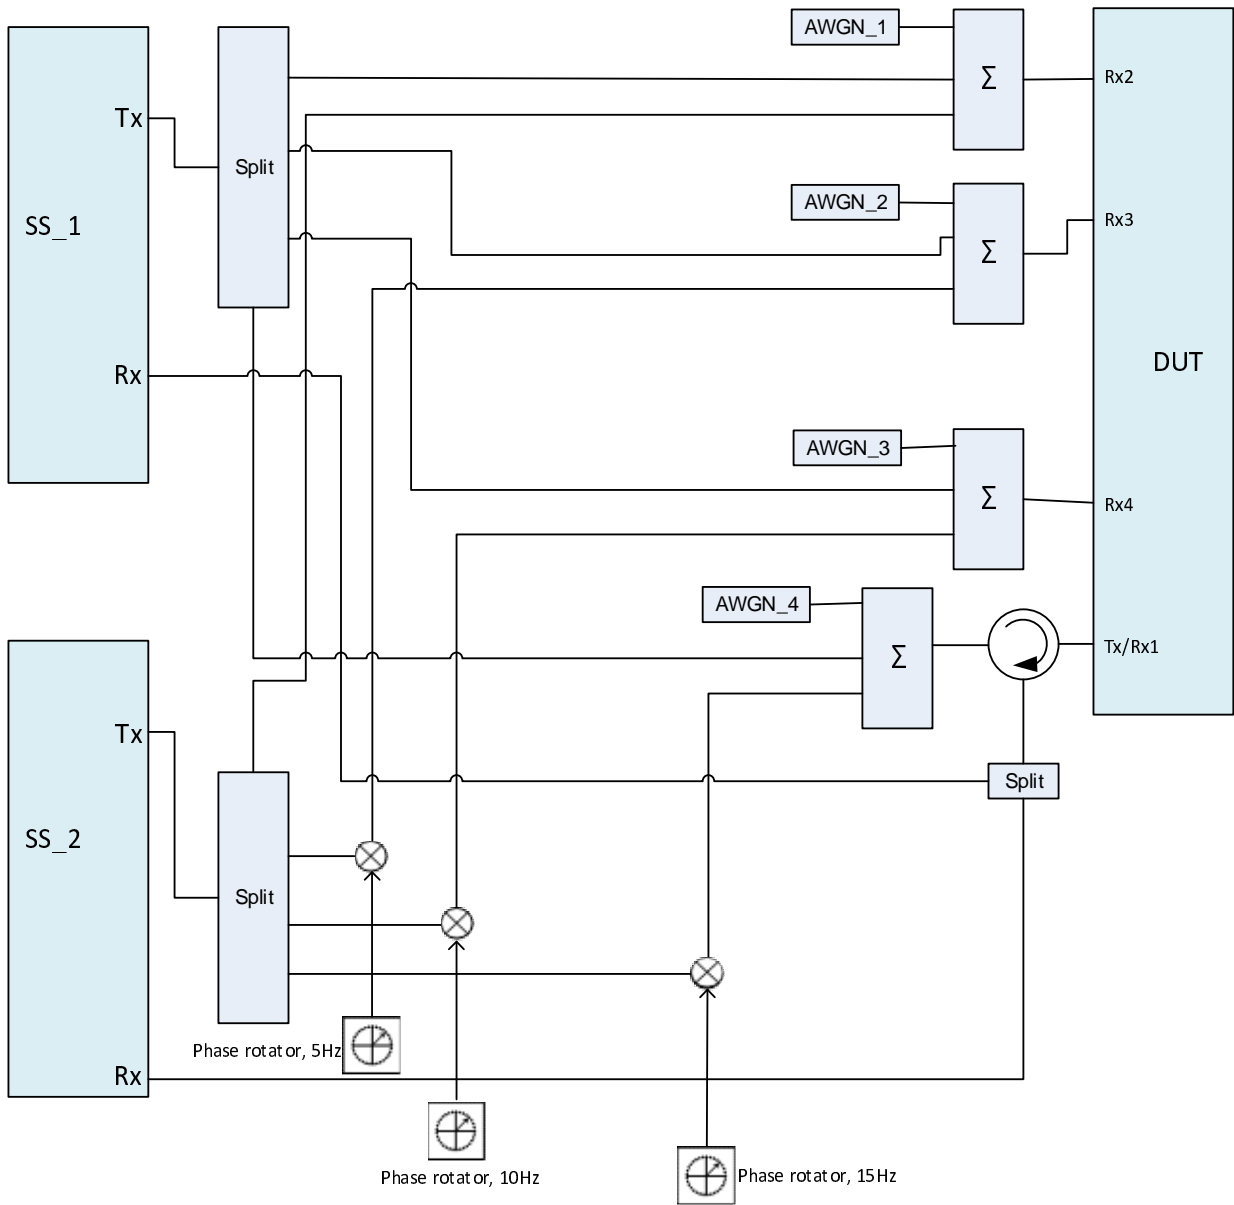 AWGN_1
Σ
Rx2
Tx
Split
SS_1
AWGN_2
Σ
Rx3
DUT
Rx
AWGN_3
Σ
Rx4
AWGN_4
Σ
Tx/Rx1
Tx
Split
SS_2
Split
Phase rotator, 5Hz
Rx
Phase rotator, 10Hz
Phase rotator, 15Hz